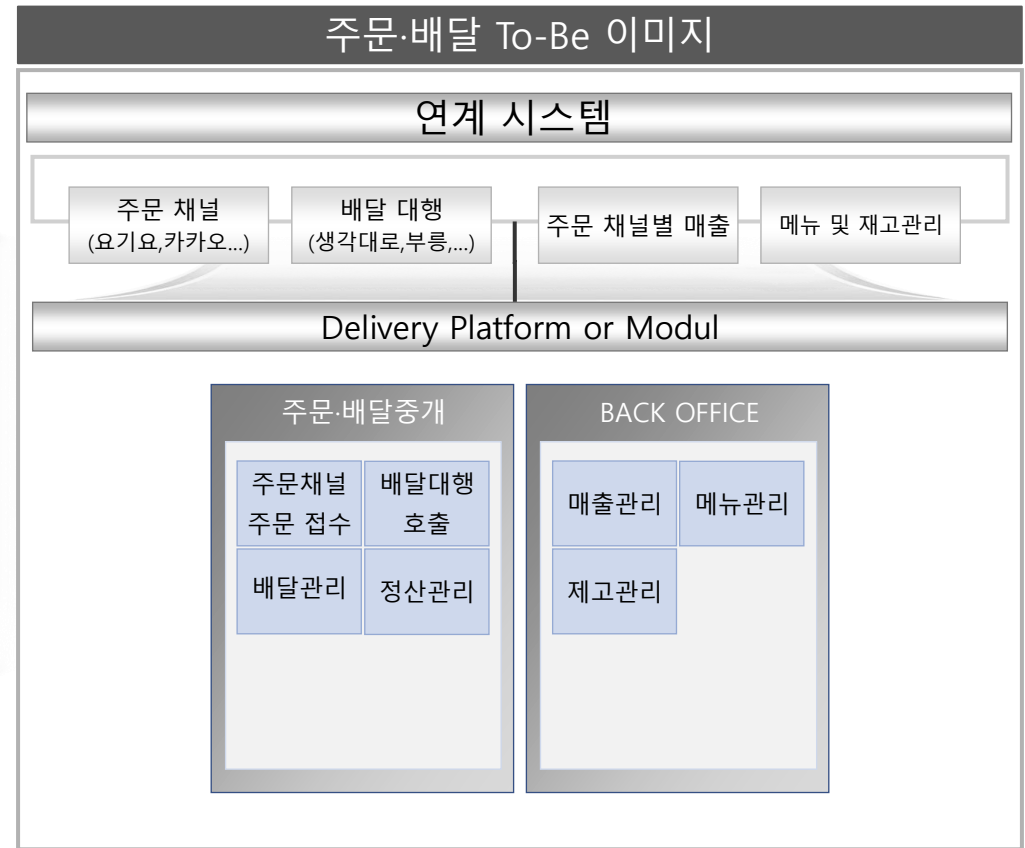 주문·배달 To-Be 이미지
연계 시스템
주문 채널
(요기요,카카오...)
배달 대행
(생각대로,부릉,...)
주문 채널별 매출
메뉴 및 재고관리
Delivery Platform or Modul
주문·배달중개
주문채널
주문 접수
배달대행
호출
배달관리
정산관리
BACK OFFICE
매출관리
메뉴관리
제고관리